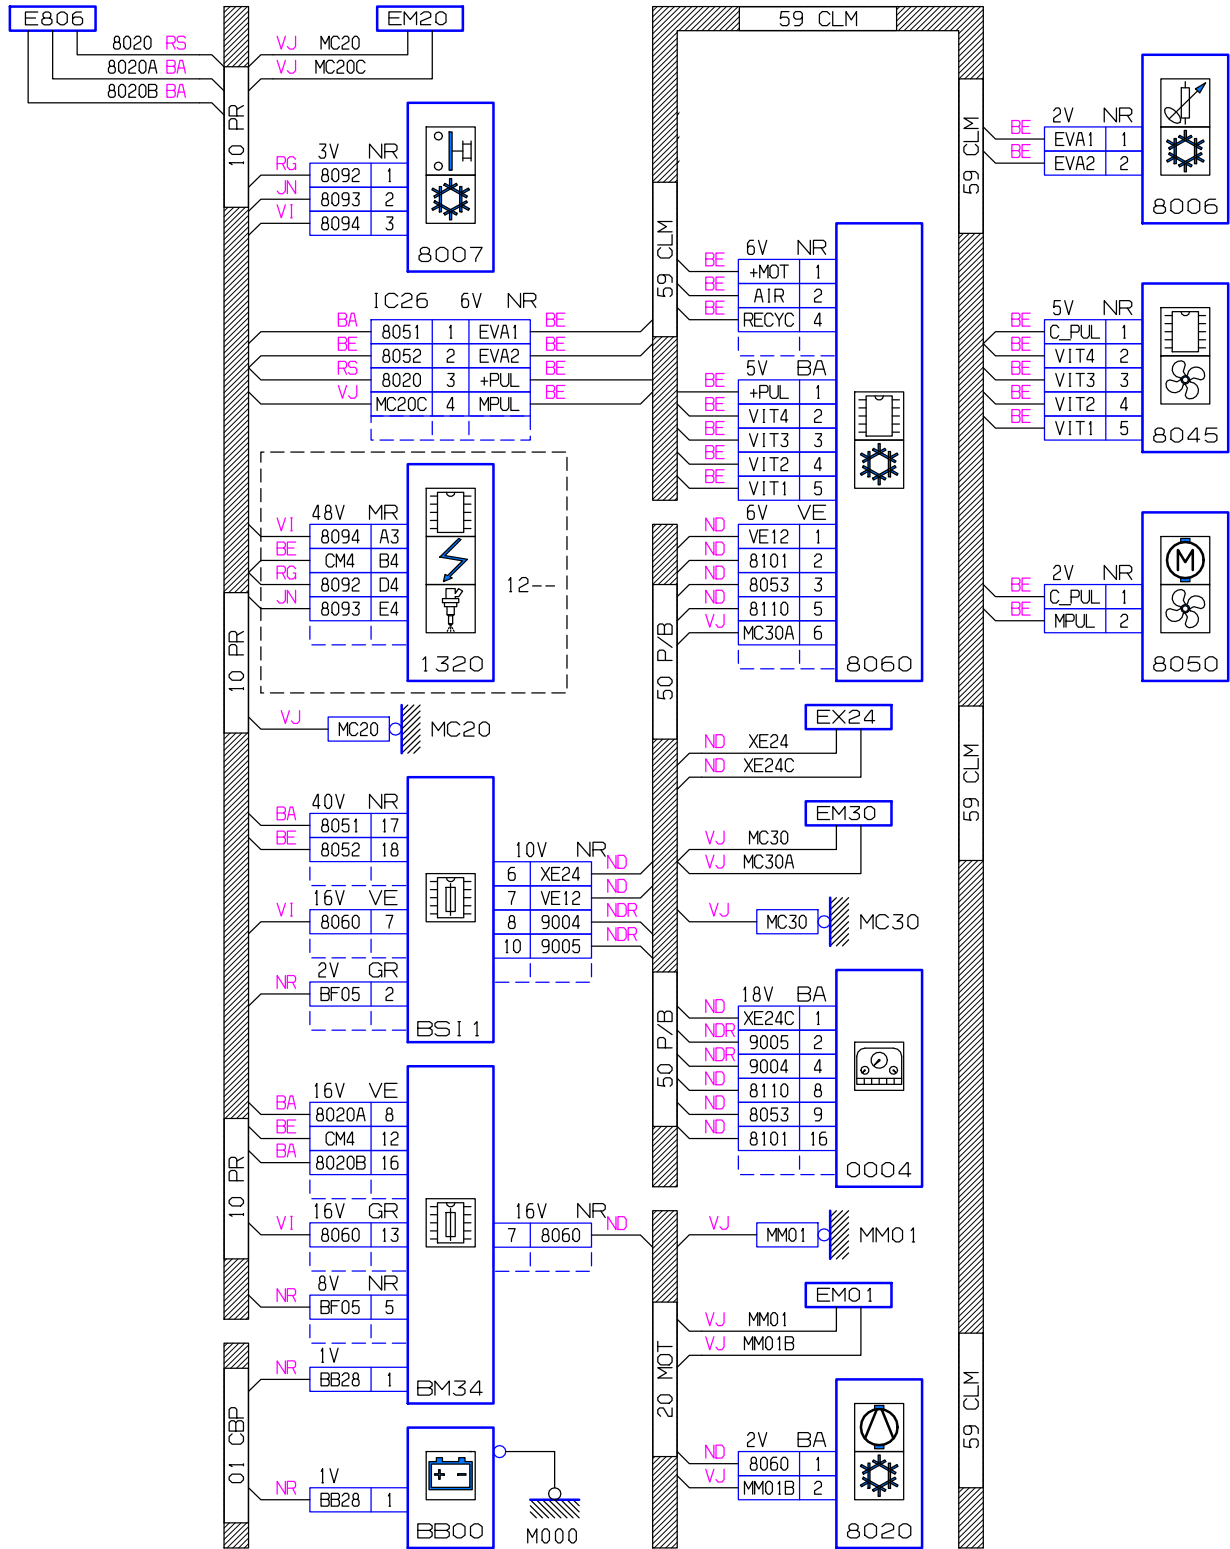 E806
8020 RS
8020A BA
8020B BA
10 PR
EM20
VJ MC20
VJ MC20C
3V NR
RG 8092 1
JN 8093 2
VI 8094 3
8007
IC26 6V NR
BA 8051 1 EVA1 BE
BE 8052 2 EVA2 BE
RS 8020 3 +PUL BE
VJ MC20C 4 MPUL BE
48V MR
VI 8094 A3
BE CM4 B4
RG 8092 D4
JN 8093 E4
1320
12--
10 PR
VJ MC20 MC20
40V NR
BA 8051 17
BE 8052 18
16V VE
VI 8060 7
2V GR
NR BF05 2
BSI1
10V NR
6 XE24 ND
7 VE12 ND
8 9004 NDR
10 9005 NDR
16V VE
BA 8020A 8
BE CM4 12
BA 8020B 16
10 PR
16V GR
VI 8060 13
8V NR
NR BF05 5
1V
NR BB28 1
BM34
16V NR
7 8060 ND
01 CBP
1V
NR BB28 1
+ -
BB00
M000
59 CLM
59 CLM
6V NR
BE +MOT 1
BE AIR 2
BE RECYC 4
5V BA
BE +PUL 1
BE VIT4 2
BE VIT3 3
BE VIT2 4
BE VIT1 5
6V VE
ND VE12 1
ND 8101 2
ND 8053 3
ND 8110 5
VJ MC30A 6
8060
50 P/B
EX24
ND XE24
ND XE24C
EM30
VJ MC30
VJ MC30A
VJ MC30 MC30
50 P/B
18V BA
ND XE24C 1
NDR 9005 2
NDR 9004 4
ND 8110 8
ND 8053 9
ND 8101 16
0004
VJ MM01 MM01
EM01
VJ MM01
VJ MM01B
20 MOT
2V BA
ND 8060 1
VJ MM01B 2
8020
59 CLM
2V NR
BE EVA1 1
BE EVA2 2
8006
5V NR
BE C_PUL 1
BE VIT4 2
BE VIT3 3
BE VIT2 4
BE VIT1 5
8045
M
2V NR
BE C_PUL 1
BE MPUL 2
8050
59 CLM
59 CLM